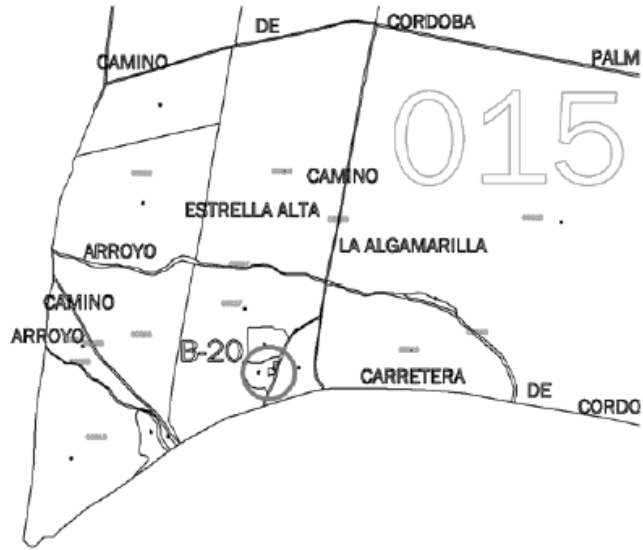 DE
CORDOBA
CAMINO
PALM
015
CAMINO
ESTRELLA ALTA
LA ALGAMARILLA
ARROYO
CAMINO
ARROYO
B-20
CARRETERA
DE
CORDO